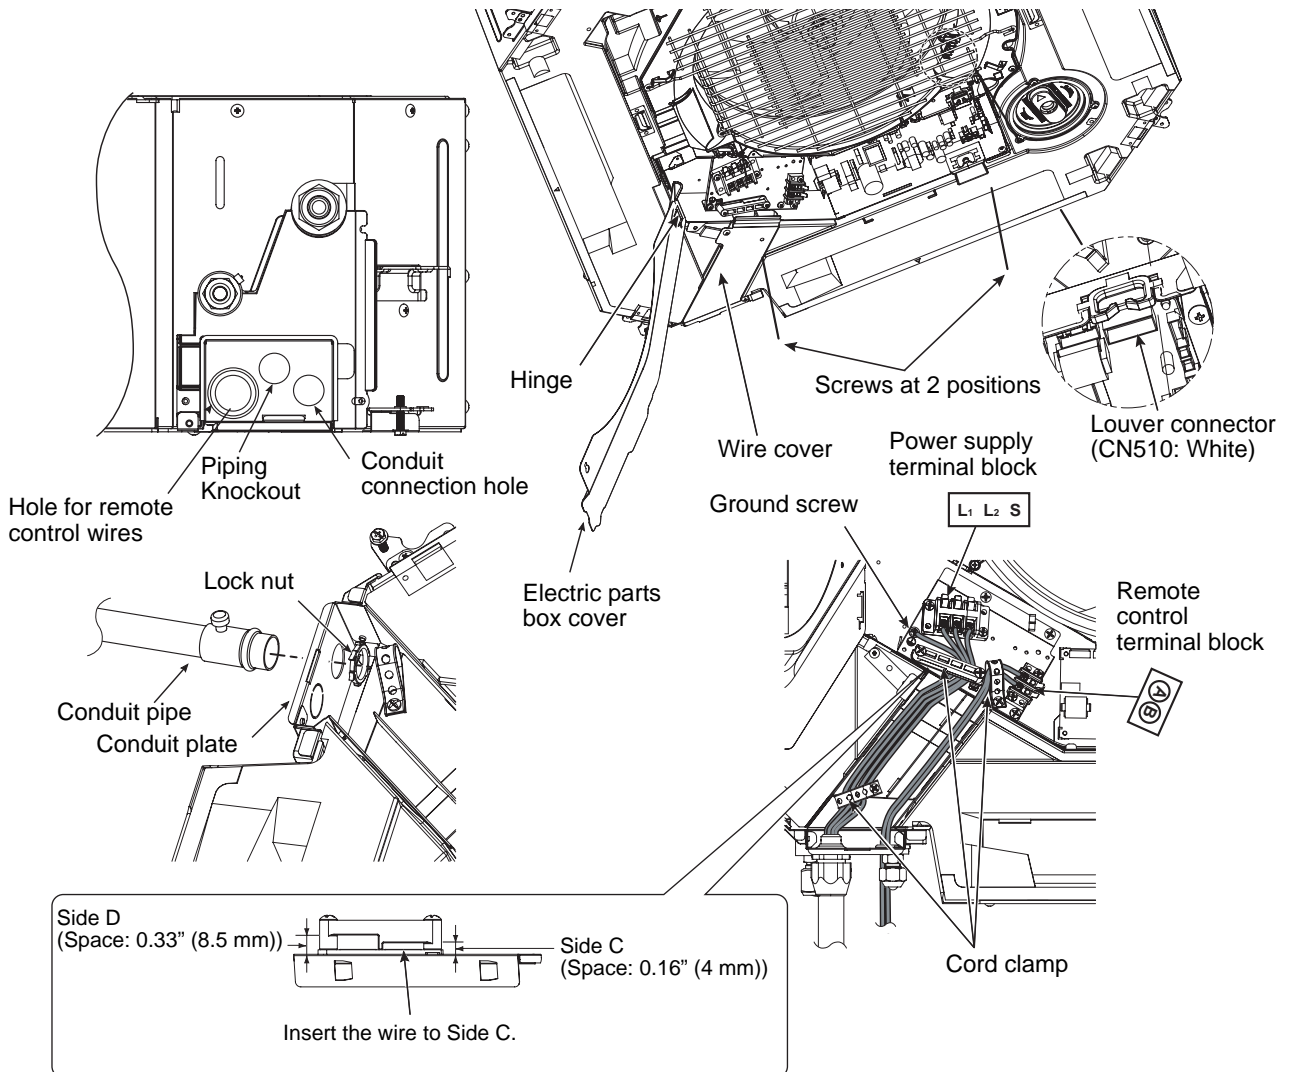 Hinge
Screws at 2 positions
Louver connector
(CN510: White)
Wire cover
Power supply
terminal block
Piping
Knockout
Conduit
connection hole
Hole for remote
control wires
Ground screw
L1 L2 S
Electric parts
box cover
Lock nut
Remote
control
terminal block
A B
Conduit pipe
Conduit plate
Side D
(Space: 0.33” (8.5 mm))
Side C
(Space: 0.16” (4 mm))
Insert the wire to Side C.
Cord clamp